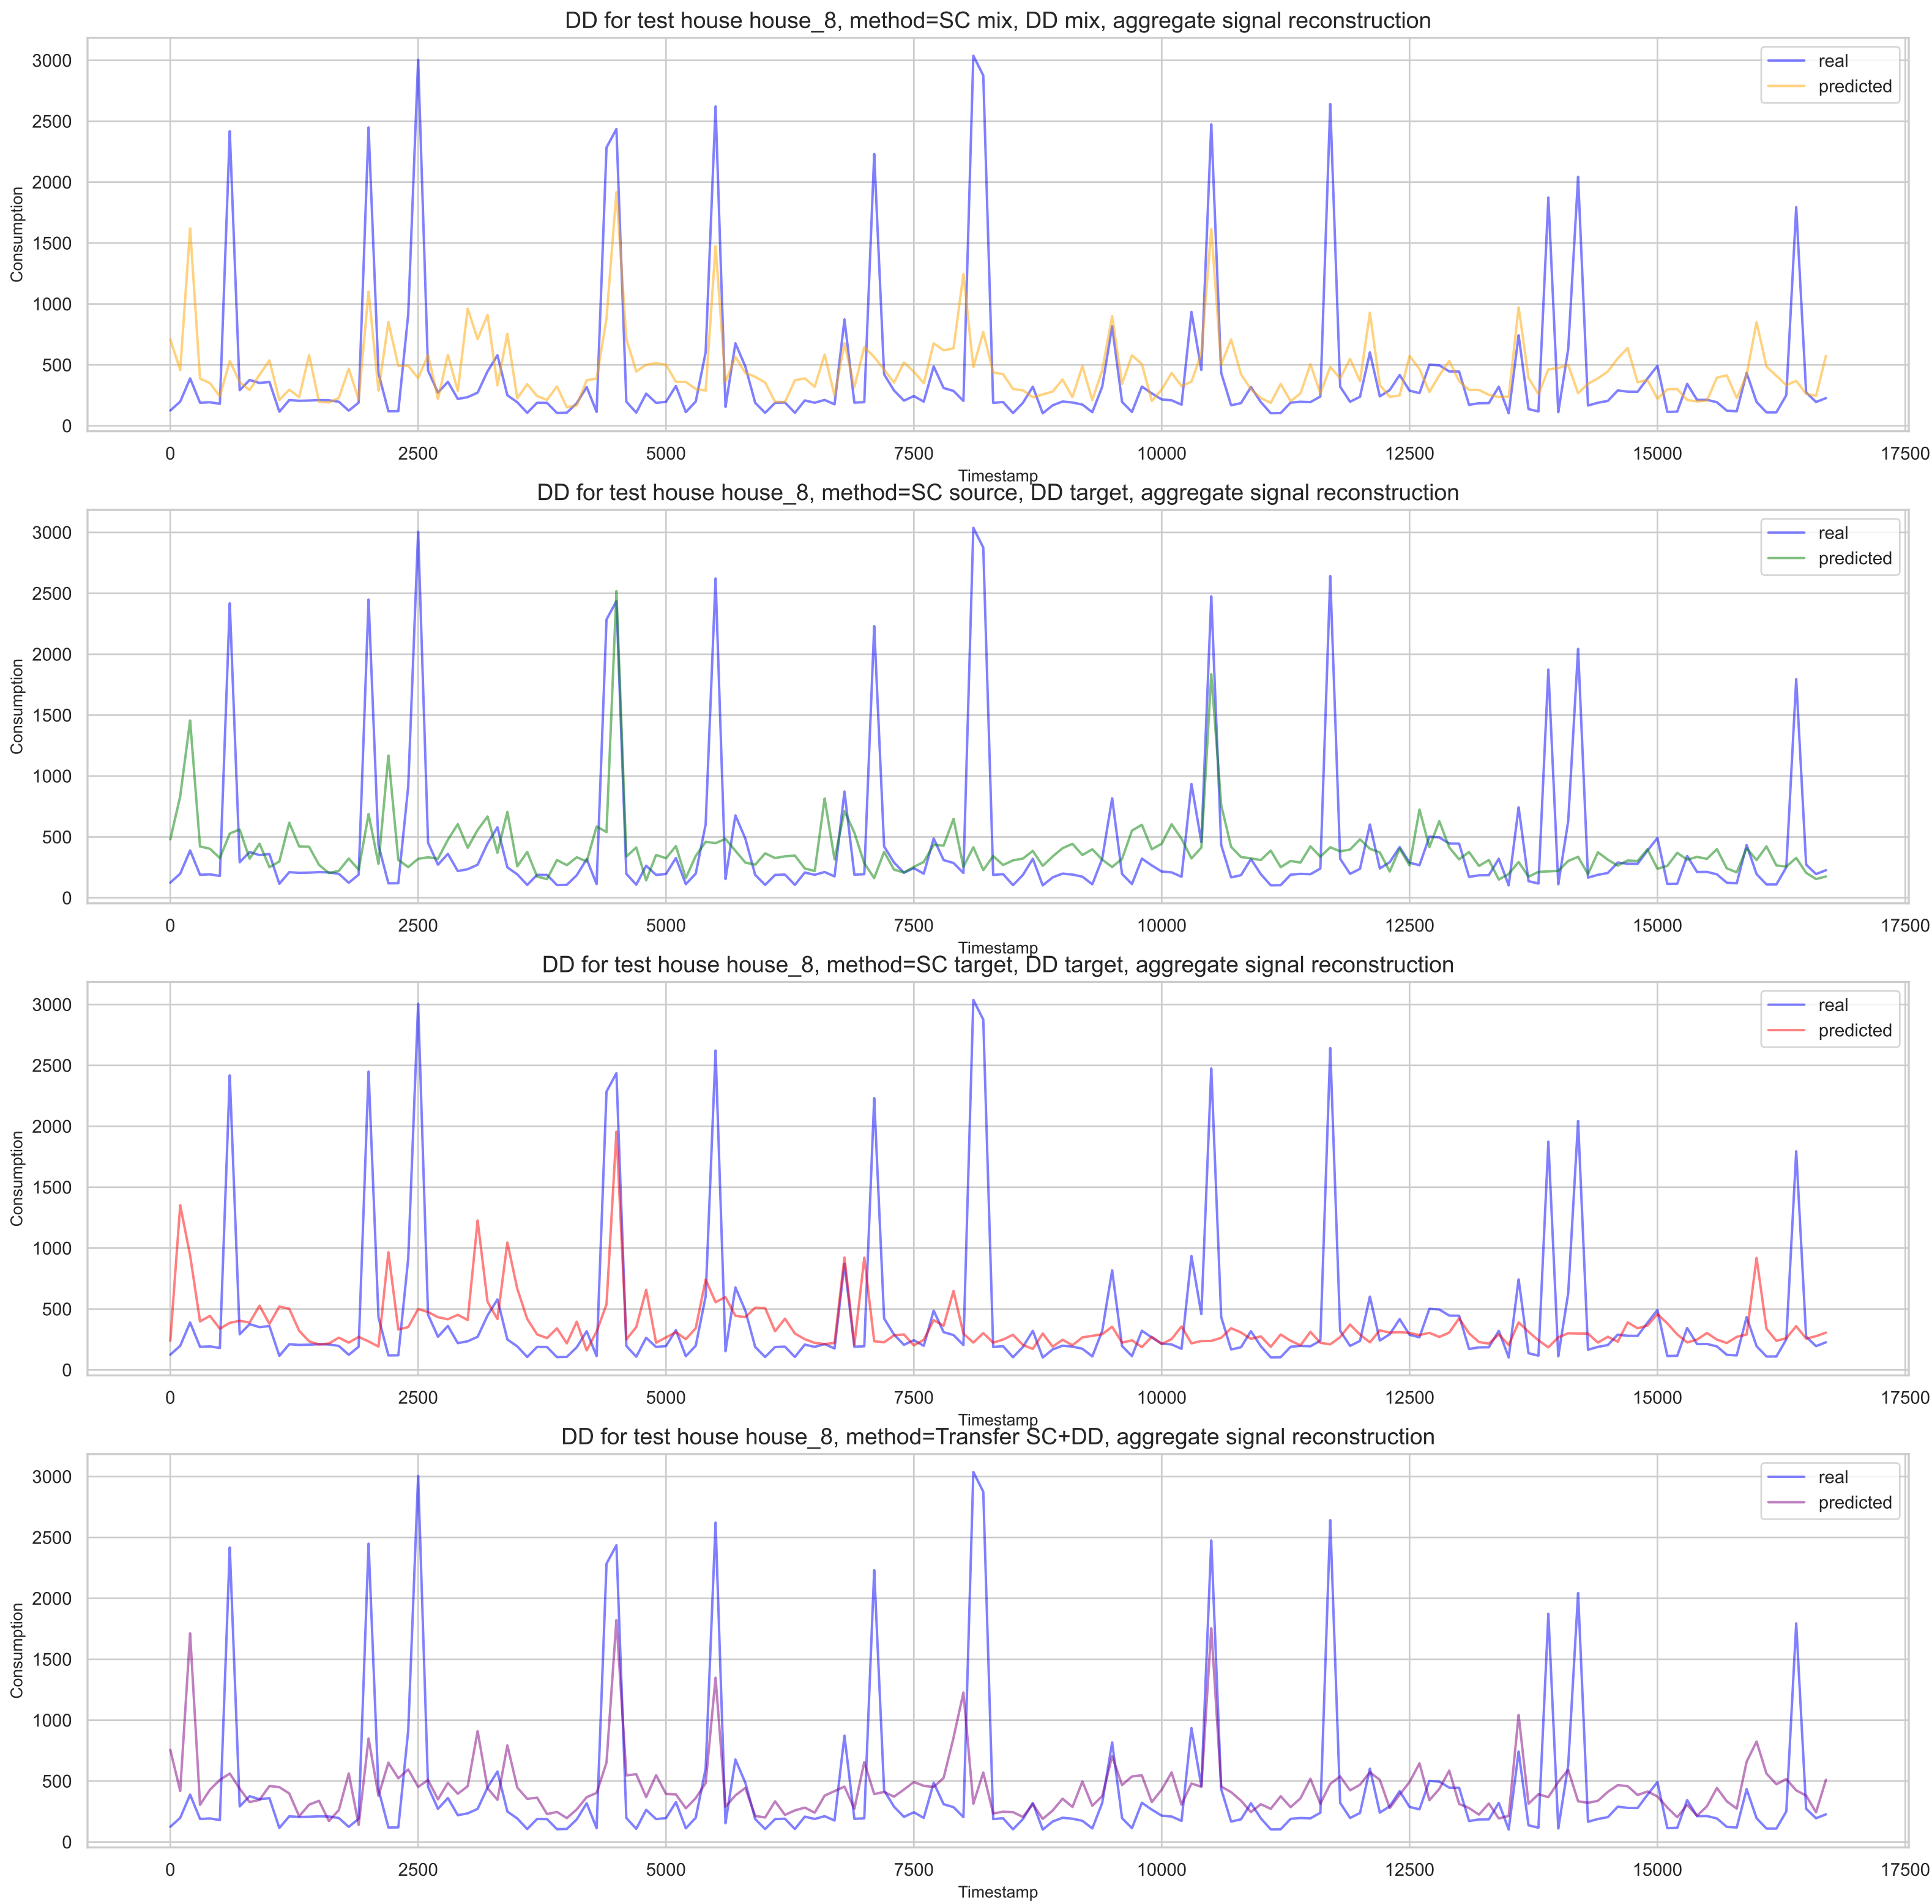 DD for test house house_8, method=SC mix, DD mix, aggregate signal reconstruction
real
predicted
3000
2500
2000
1500
1000
500
0
Consumption
0 2500 5000 7500 10000 12500 15000 17500
Timestamp
DD for test house house_8, method=SC source, DD target, aggregate signal reconstruction
real
predicted
3000
2500
2000
1500
1000
500
0
Consumption
0 2500 5000 7500 10000 12500 15000 17500
Timestamp
DD for test house house_8, method=SC target, DD target, aggregate signal reconstruction
real
predicted
3000
2500
2000
1500
1000
500
0
Consumption
0 2500 5000 7500 10000 12500 15000 17500
Timestamp
DD for test house house_8, method=Transfer SC+DD, aggregate signal reconstruction
real
predicted
3000
2500
2000
1500
1000
500
0
Consumption
0 2500 5000 7500 10000 12500 15000 17500
Timestamp